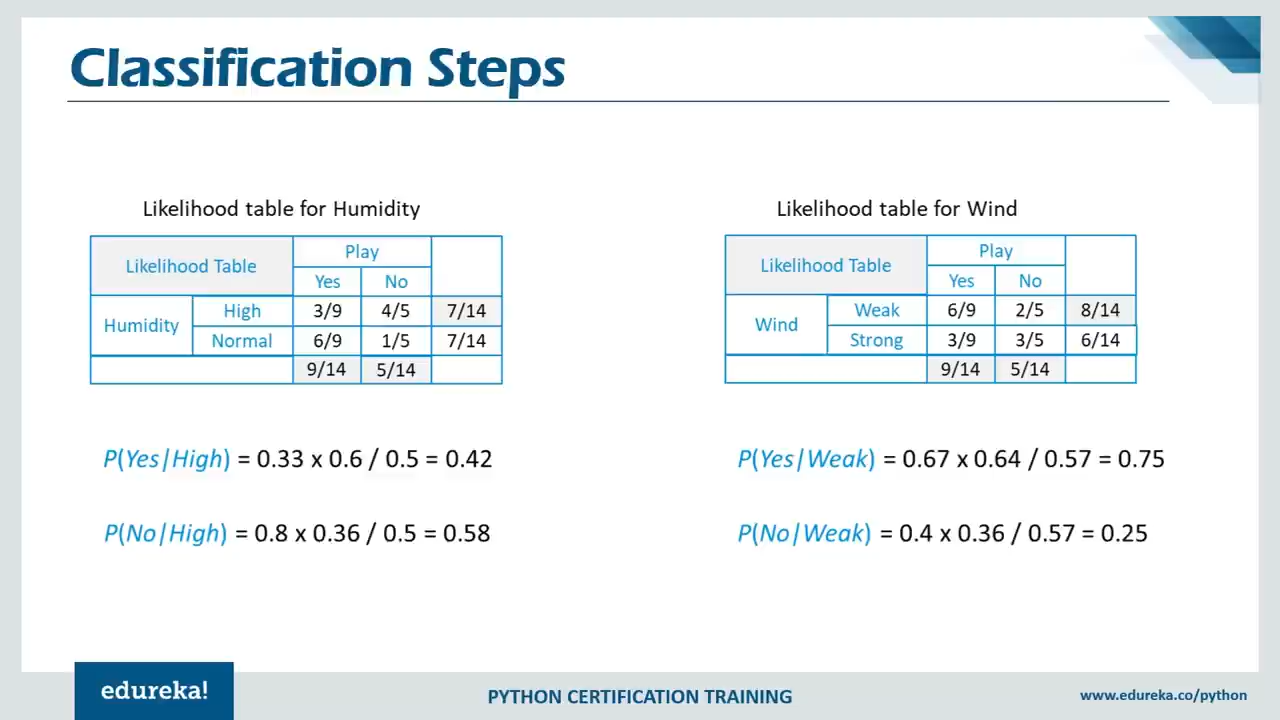 Classification Steps
Likelihood table for Humidity
Likelihood Table Play
Yes No
Humidity High 3/9 4/5 7/14
Normal 6/9 1/5 7/14
9/14 5/14
P(Yes|High) = 0.33 x 0.6 / 0.5 = 0.42
P(No|High) = 0.8 x 0.36 / 0.5 = 0.58
Likelihood table for Wind
Likelihood Table Play
Yes No
Wind Weak 6/9 2/5 8/14
Strong 3/9 3/5 6/14
9/14 5/14
P(Yes|Weak) = 0.67 x 0.64 / 0.57 = 0.75
P(No|Weak) = 0.4 x 0.36 / 0.57 = 0.25
edureka!
PYTHON CERTIFICATION TRAINING
www.edureka.co/python